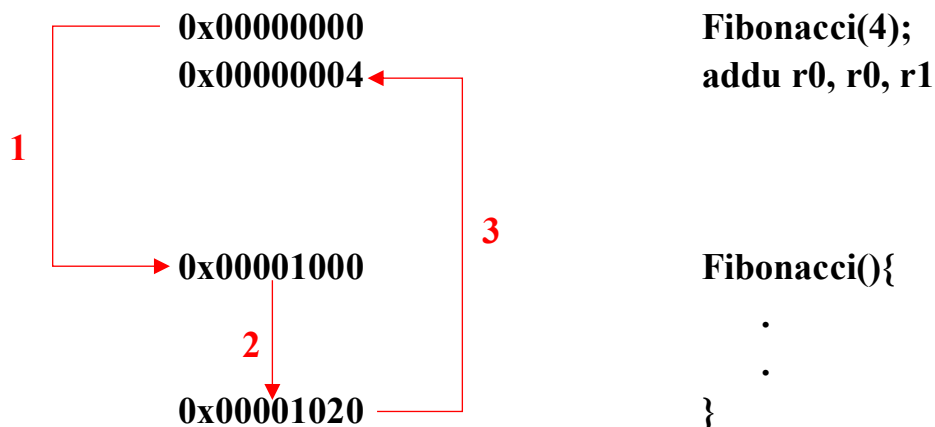 0x00000000 Fibonacci(4);
0x00000004 addu r0, r0, r1
1
3
0x00001000 Fibonacci(){
.
2
.
0x00001020 }